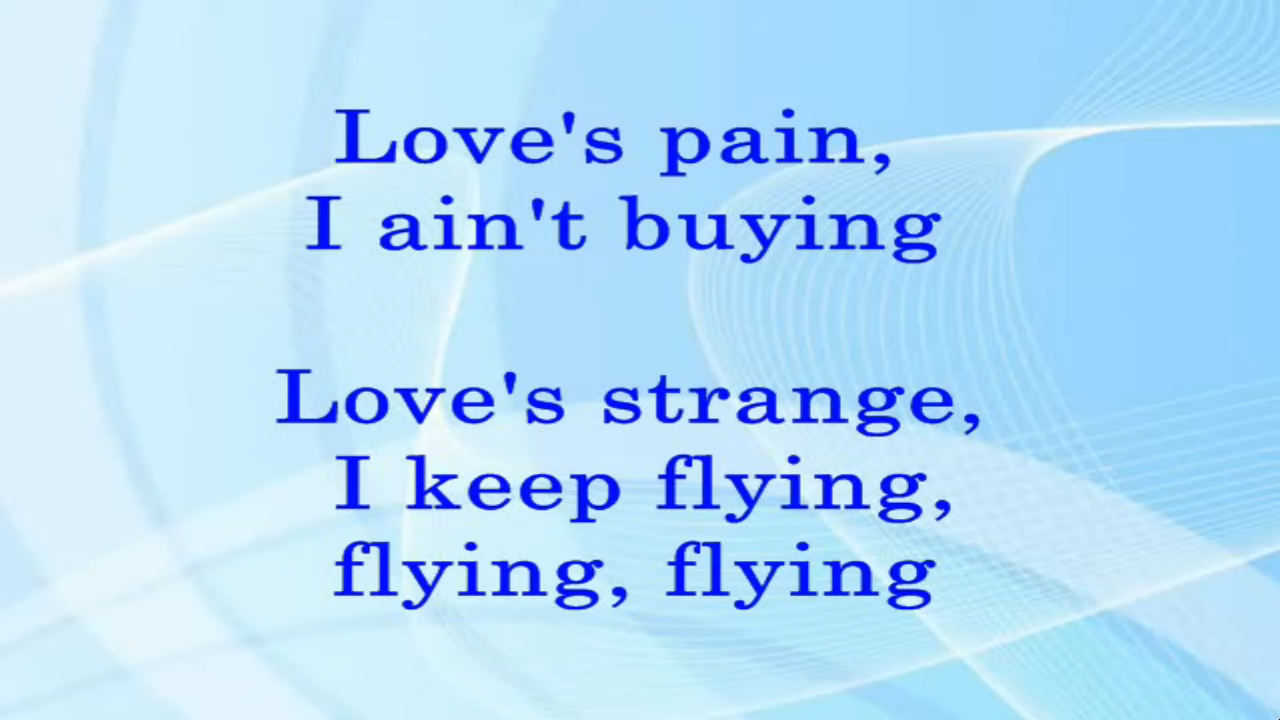 Love's pain,
I ain't buying
Love's strange,
I keep flying,
flying, flying